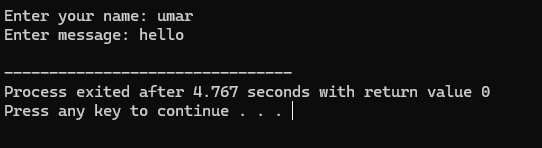 Enter your name: umar
Enter message: hello
--------------------------------
Process exited after 4.767 seconds with return value 0
Press any key to continue . . .